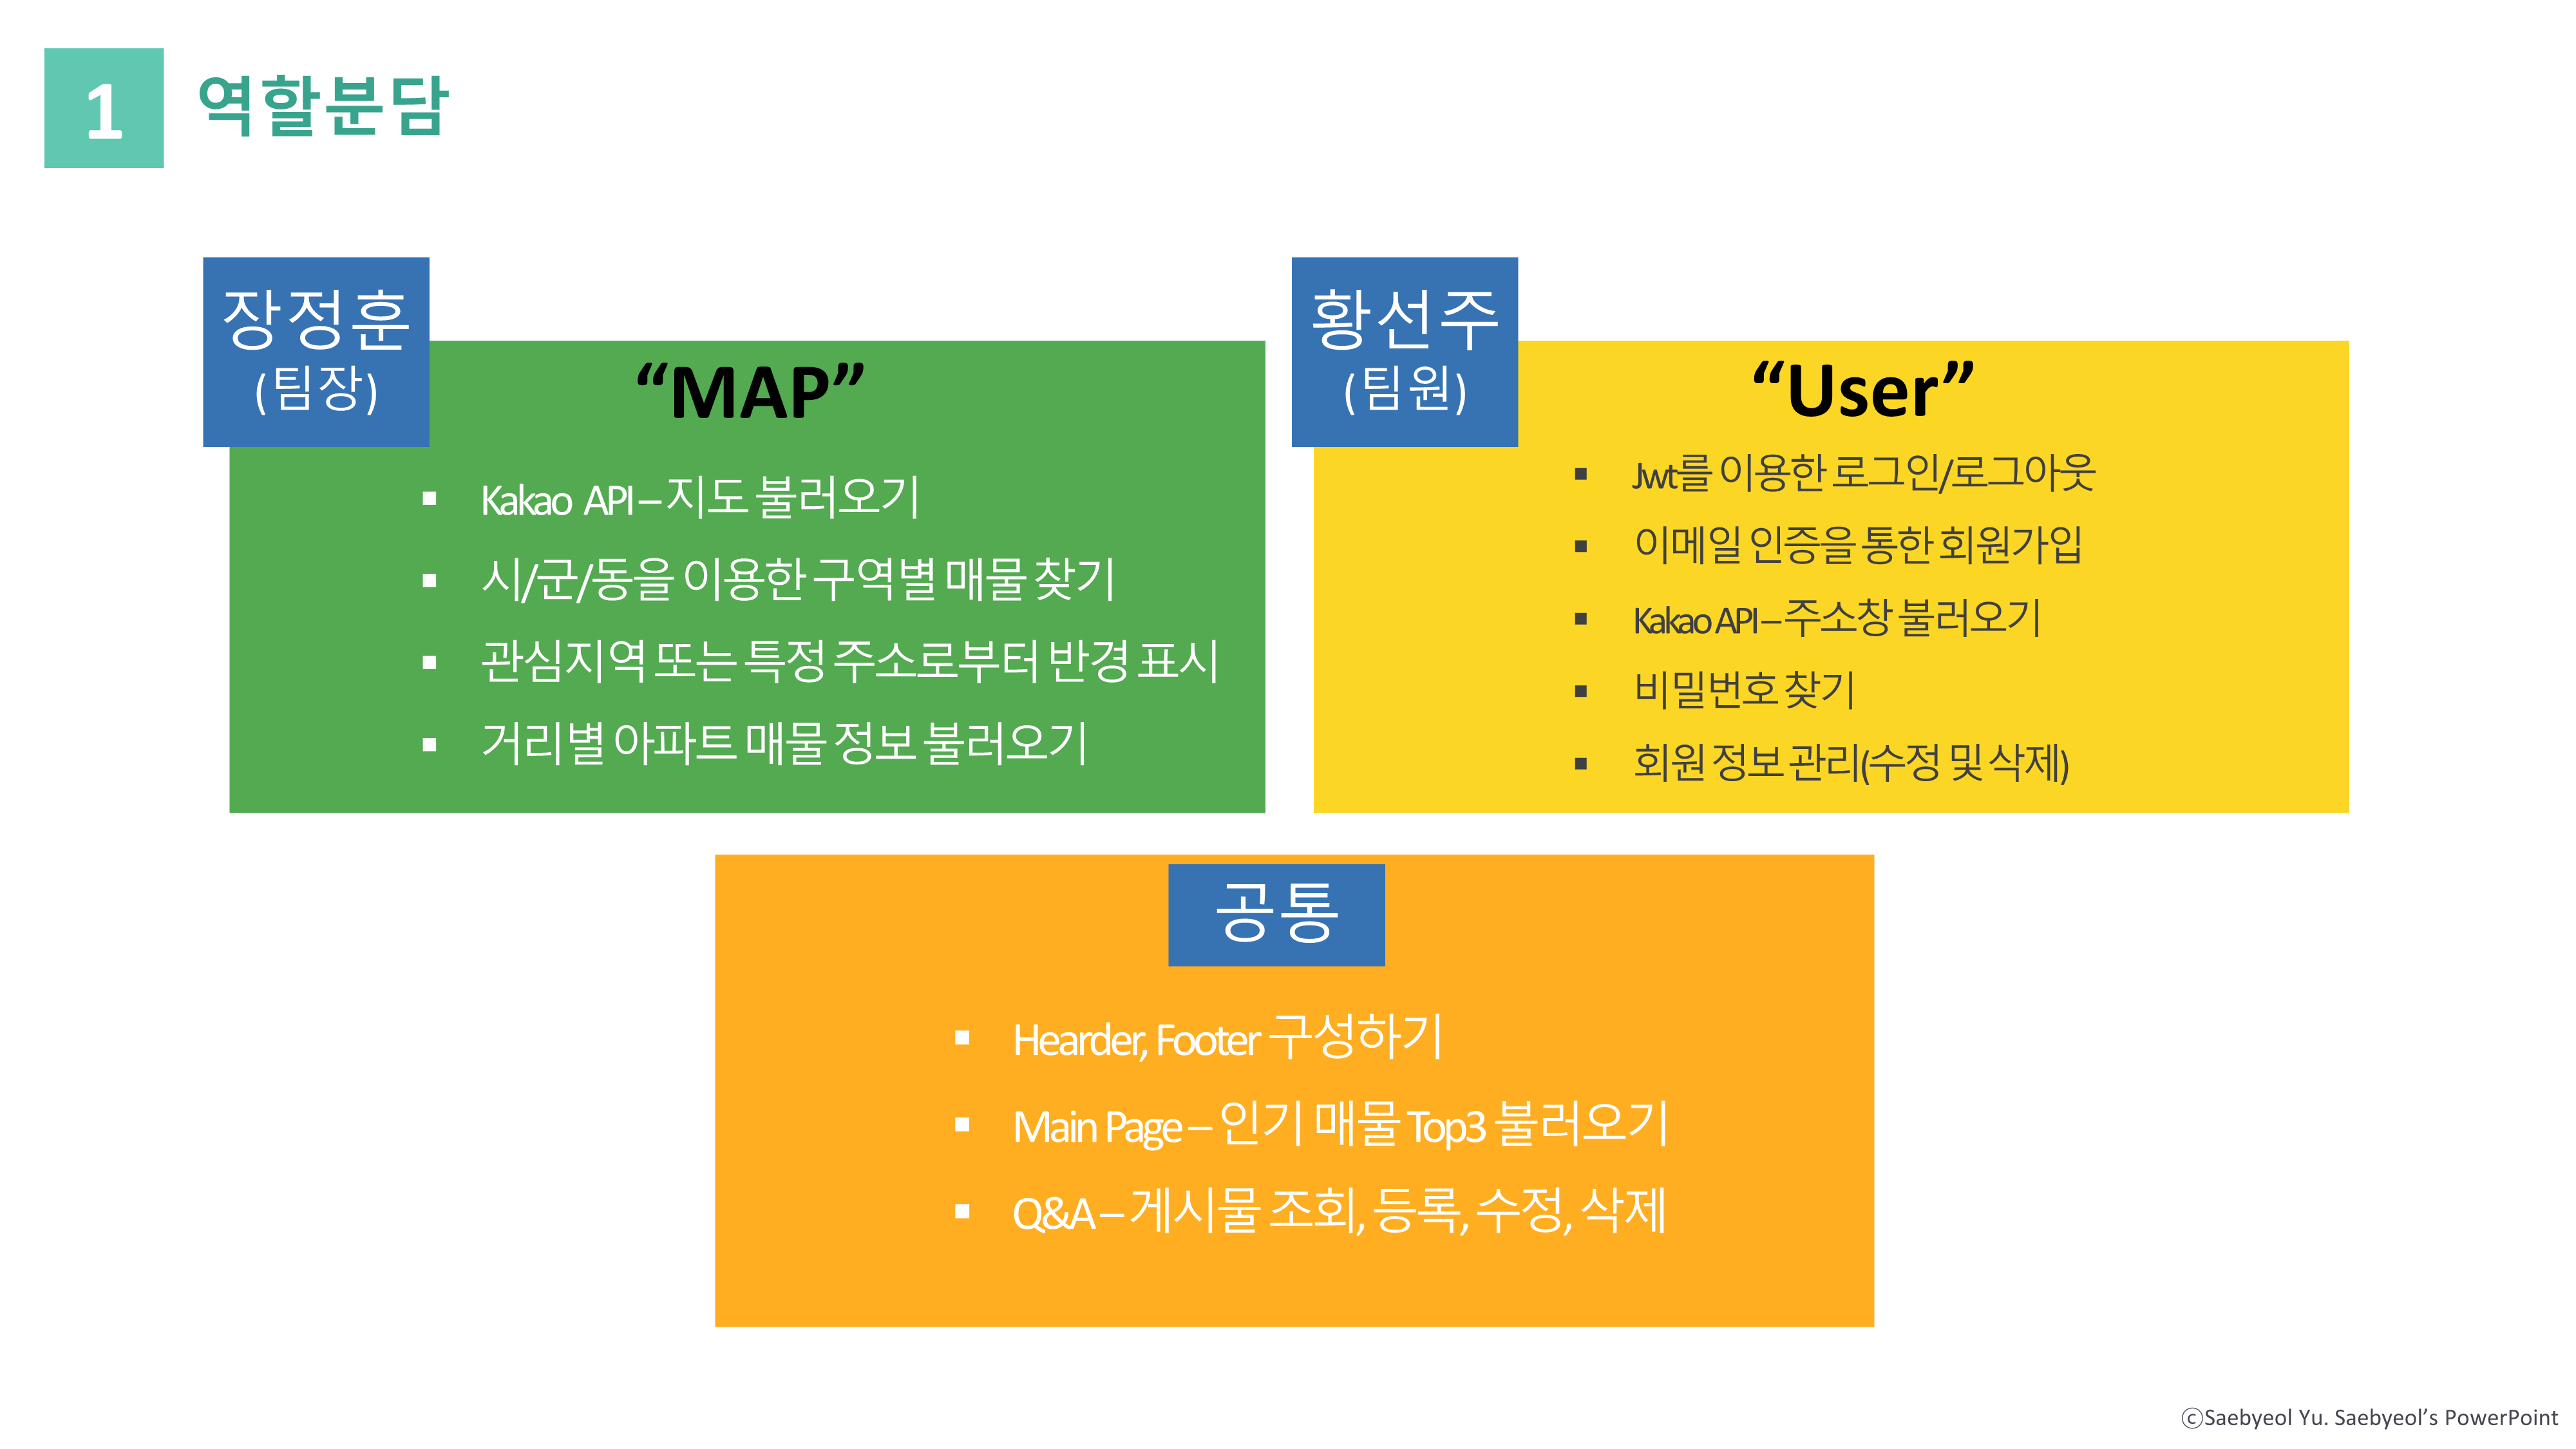 1 역할분담
장정훈
(팀장)
“MAP”
▪ Kakao API – 지도 불러오기
▪ 시/군/동을 이용한 구역별 매물 찾기
▪ 관심지역 또는 특정 주소로부터 반경 표시
▪ 거리별 아파트 매물 정보 불러오기
황선주
(팀원)
“User”
▪ Jwt를 이용한 로그인/로그아웃
▪ 이메일 인증을 통한 회원가입
▪ Kakao API – 주소창 불러오기
▪ 비밀번호 찾기
▪ 회원 정보 관리(수정 및 삭제)
공통
▪ Hearder, Footer 구성하기
▪ Main Page – 인기 매물 Top3 불러오기
▪ Q&A – 게시물 조회, 등록, 수정, 삭제
ⓒSaebyeol Yu. Saebyeol’s PowerPoint